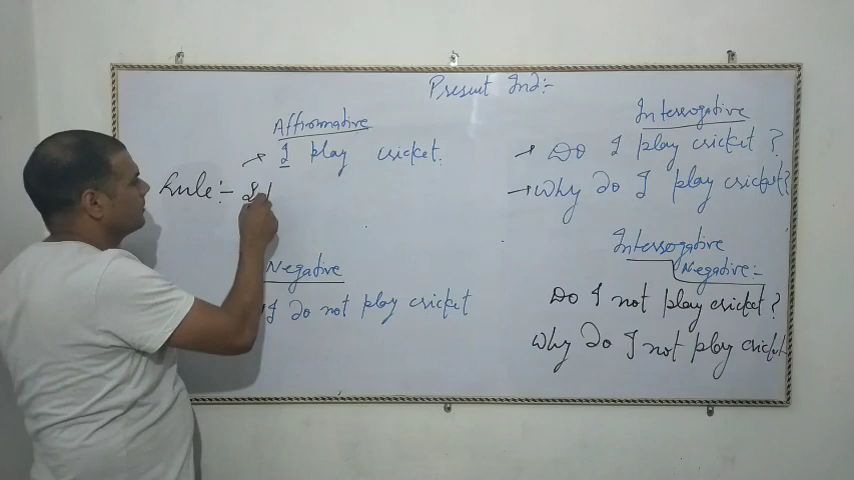 Present Ind:-
Affirmative
I play cricket.
Rule:-
Negative
I do not play cricket
Interrogative
→ Do I play cricket ?
→ Why do I play cricket?
Interrogative
Negative:-
Do I not play cricket?
Why do I not play cricket